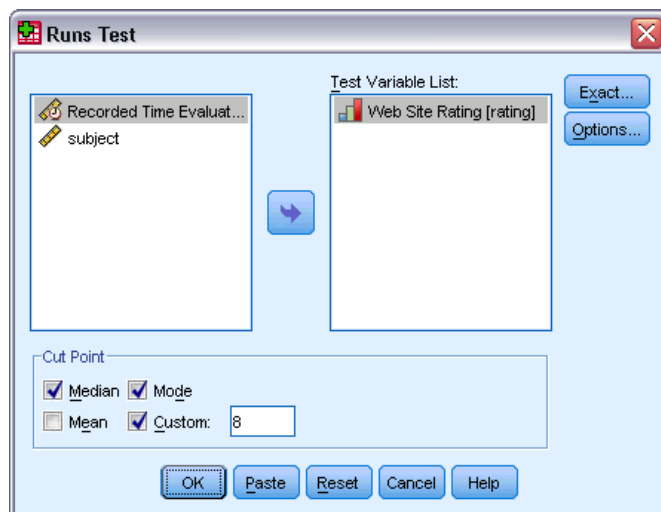 Runs Test
Test Variable List:
Recorded Time Evaluat...
subject
Web Site Rating [rating]
Exact...
Options...
Cut Point
Median
Mode
Mean
Custom:
8
OK
Paste
Reset
Cancel
Help